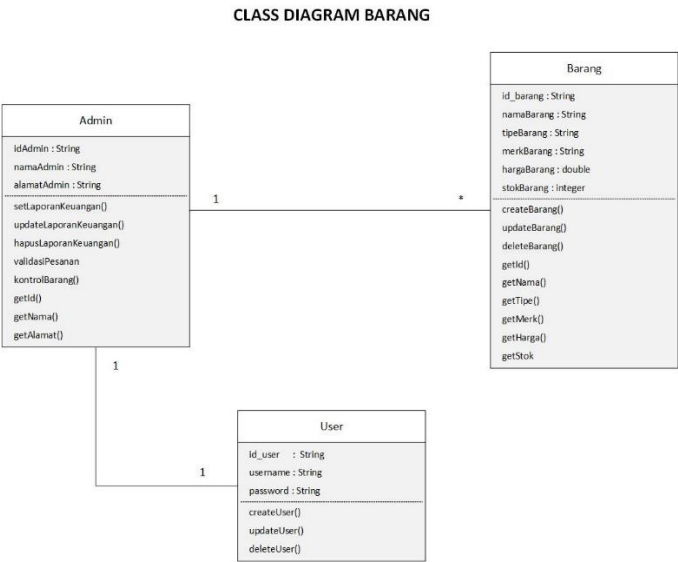 CLASS DIAGRAM BARANG
Admin
idAdmin : String
namaAdmin : String
alamatAdmin : String
setLaporanKeuangan()
updateLaporanKeuangan()
hapusLaporanKeuangan()
validasiPesanan
kontrolBarang()
getId()
getNama()
getAlamat()
1
*
Barang
id_barang : String
namaBarang : String
tipeBarang : String
merkBarang : String
hargaBarang : double
stokBarang : integer
createBarang()
updateBarang()
deleteBarang()
getId()
getNama()
getTipe()
getMerk()
getHarga()
getStok
1
1
User
id_user : String
username : String
password : String
createUser()
updateUser()
deleteUser()